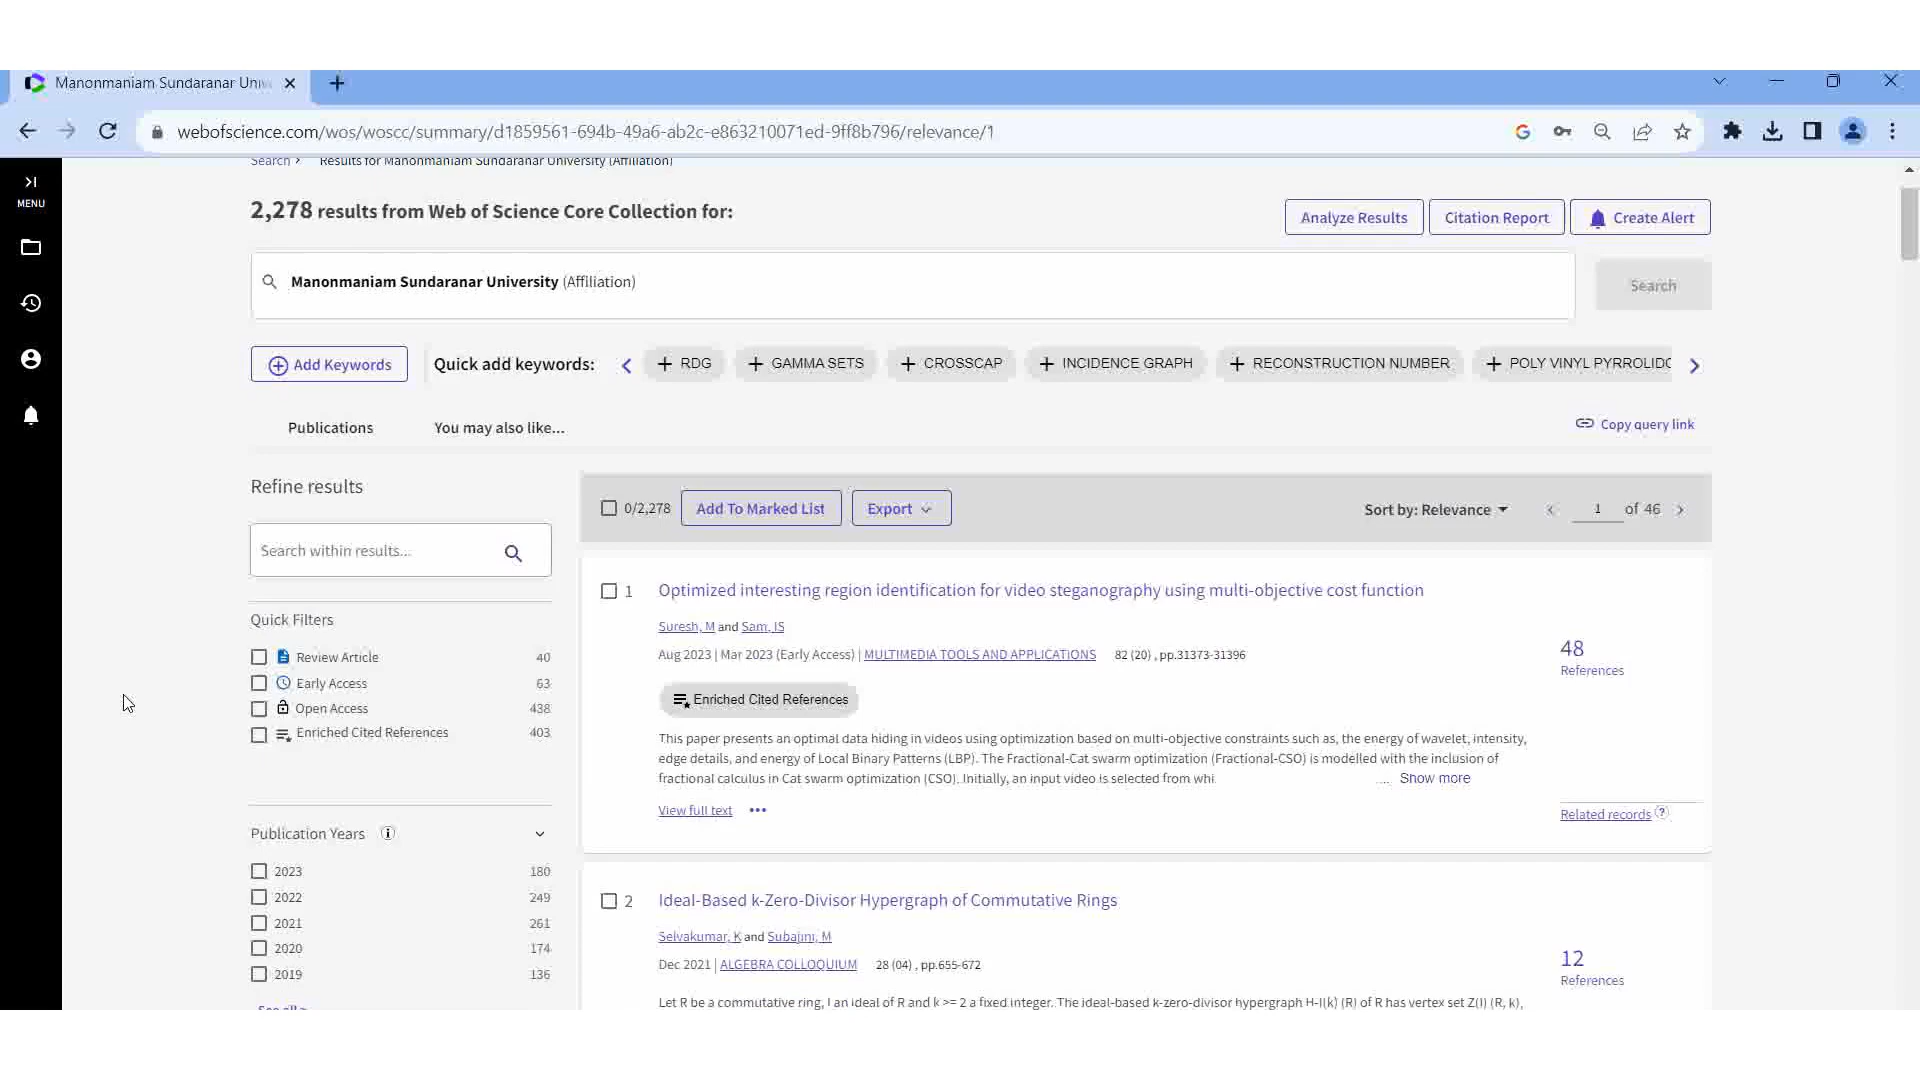 Manonmaniam Sundaranar Univ
webofscience.com/wos/woscc/summary/d1859561-694b-49a6-ab2c-e863210071ed-9ff8b796/relevance/1
MENU
Search > Results for Manonmaniam Sundaranar University (Affiliation)
2,278 results from Web of Science Core Collection for:
Analyze Results
Citation Report
Create Alert
Manonmaniam Sundaranar University (Affiliation)
Search
Add Keywords
Quick add keywords:
+ RDG
+ GAMMA SETS
+ CROSSCAP
+ INCIDENCE GRAPH
+ RECONSTRUCTION NUMBER
+ POLY VINYL PYRROLIDO
Publications
You may also like...
Copy query link
Refine results
0/2,278
Add To Marked List
Export
Sort by: Relevance
1 of 46
Search within results...
Quick Filters
Review Article 40
Early Access 63
Open Access 438
Enriched Cited References 403
Publication Years
2023 180
2022 249
2021 261
2020 174
2019 136
See all >
1 Optimized interesting region identification for video steganography using multi-objective cost function
Suresh, M and Sam, IS
Aug 2023 | Mar 2023 (Early Access) | MULTIMEDIA TOOLS AND APPLICATIONS 82 (20) , pp.31373-31396
Enriched Cited References
This paper presents an optimal data hiding in videos using optimization based on multi-objective constraints such as, the energy of wavelet, intensity,
edge details, and energy of Local Binary Patterns (LBP). The Fractional-Cat swarm optimization (Fractional-CSO) is modelled with the inclusion of
fractional calculus in Cat swarm optimization (CSO). Initially, an input video is selected from whi ... Show more
View full text
48
References
Related records ?
2 Ideal-Based k-Zero-Divisor Hypergraph of Commutative Rings
Selvakumar, K and Subajini, M
Dec 2021 | ALGEBRA COLLOQUIUM 28 (04) , pp.655-672
Let R be a commutative ring, I an ideal of R and k >= 2 a fixed integer. The ideal-based k-zero-divisor hypergraph H-I(k) (R) of R has vertex set Z(I) (R, k),
12
References